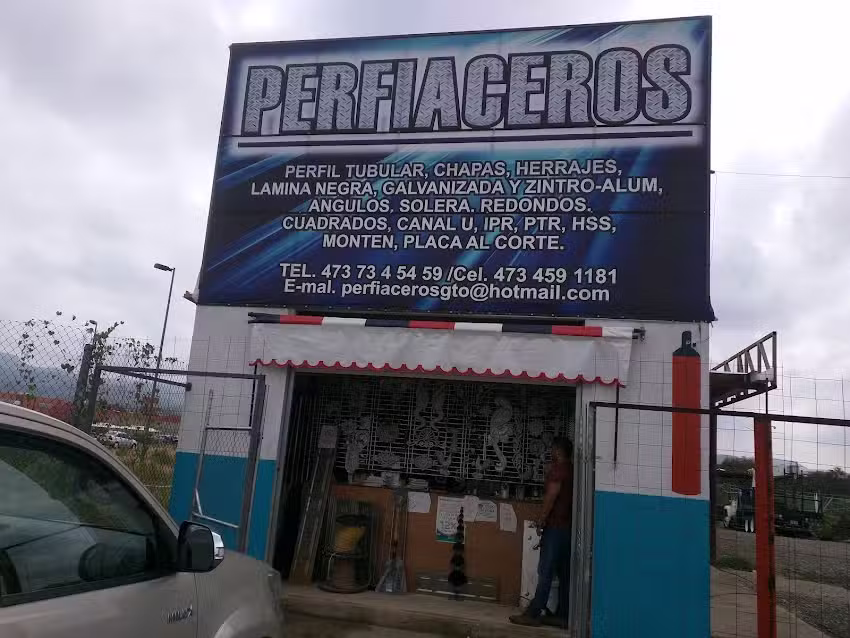 PERFIACEROS
PERFIL TUBULAR, CHAPAS, HERRAJES,
LAMINA NEGRA, GALVANIZADA Y ZINTRO-ALUM,
ANGULOS, SOLERA. REDONDOS.
CUADRADOS, CANAL U, IPR, PTR, HSS,
MONTEN, PLACA AL CORTE.
TEL. 473 73 4 54 59 /Cel. 473 459 1181
E-mal. perfiacerosgto@hotmail.com